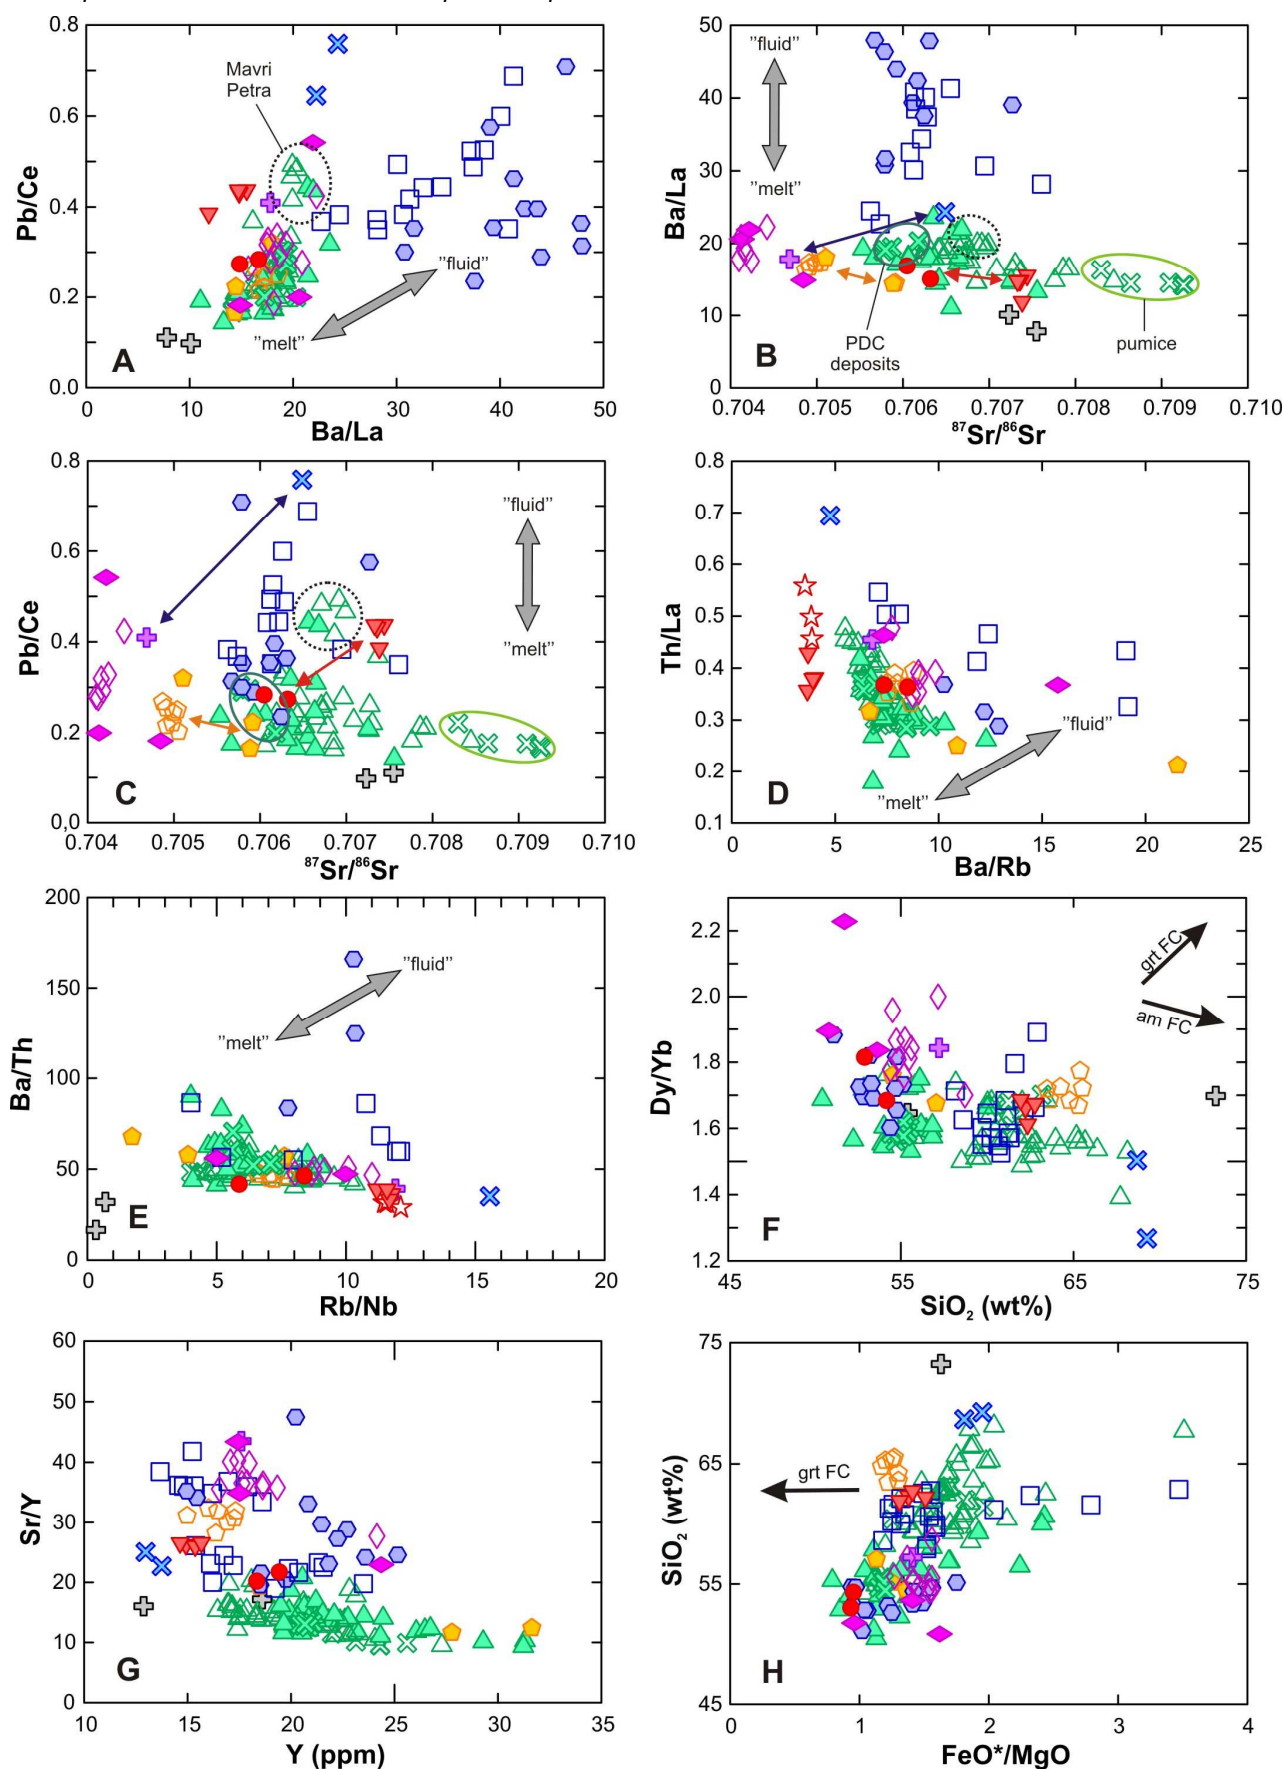 0.8
0.6
0.4
0.2
0.0
Pb/Ce
Mavri
Petra
"fluid"
"melt"
A
0
10
20
30
40
50
Ba/La
50
40
30
20
10
0
Ba/La
"fluid"
"melt"
PDC
deposits
pumice
B
0.704
0.705
0.706
0.707
0.708
0.709
0.710
⁸⁷Sr/⁸⁶Sr
0.8
0.6
0.4
0.2
0,0
Pb/Ce
"fluid"
"melt"
C
0.704
0.705
0.706
0.707
0.708
0.709
0.710
⁸⁷Sr/⁸⁶Sr
0.8
0.7
0.6
0.5
0.4
0.3
0.2
0.1
Th/La
"fluid"
"melt"
D
0
5
10
15
20
25
Ba/Rb
200
150
100
50
0
Ba/Th
"fluid"
"melt"
E
0
5
10
15
20
Rb/Nb
2.2
2.0
1.8
1.6
1.4
1.2
Dy/Yb
grt FC
am FC
F
45
55
65
75
SiO₂ (wt%)
60
50
40
30
20
10
0
Sr/Y
G
10
15
20
25
30
35
Y (ppm)
75
65
55
45
SiO₂ (wt%)
grt FC
H
0
1
2
3
4
FeO*/MgO